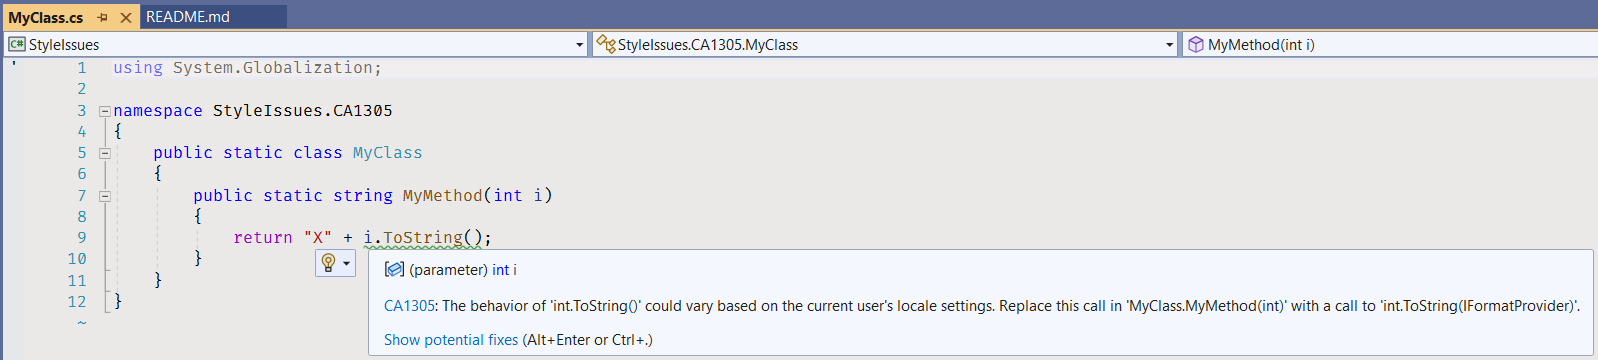 MyClass.cs README.md
C# StyleIssues StyleIssues.CA1305.MyClass MyMethod(int i)
1 using System.Globalization;
2
3 namespace StyleIssues.CA1305
4 {
5 public static class MyClass
6 {
7 public static string MyMethod(int i)
8 {
9 return "X" + i.ToString();
10 }
(parameter) int i
11 }
CA1305: The behavior of 'int.ToString()' could vary based on the current user's locale settings. Replace this call in 'MyClass.MyMethod(int)' with a call to 'int.ToString(IFormatProvider)'.
12 }
~
Show potential fixes (Alt+Enter or Ctrl+.)